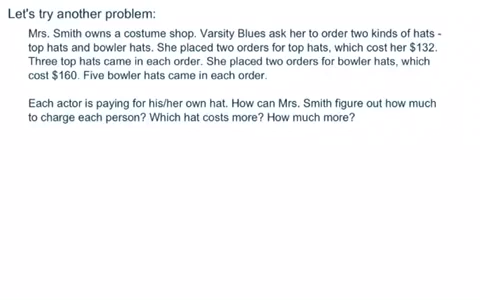 Let's try another problem:
Mrs. Smith owns a costume shop. Varsity Blues ask her to order two kinds of hats -
top hats and bowler hats. She placed two orders for top hats, which cost her $132.
Three top hats came in each order. She placed two orders for bowler hats, which
cost $160. Five bowler hats came in each order.
Each actor is paying for his/her own hat. How can Mrs. Smith figure out how much
to charge each person? Which hat costs more? How much more?